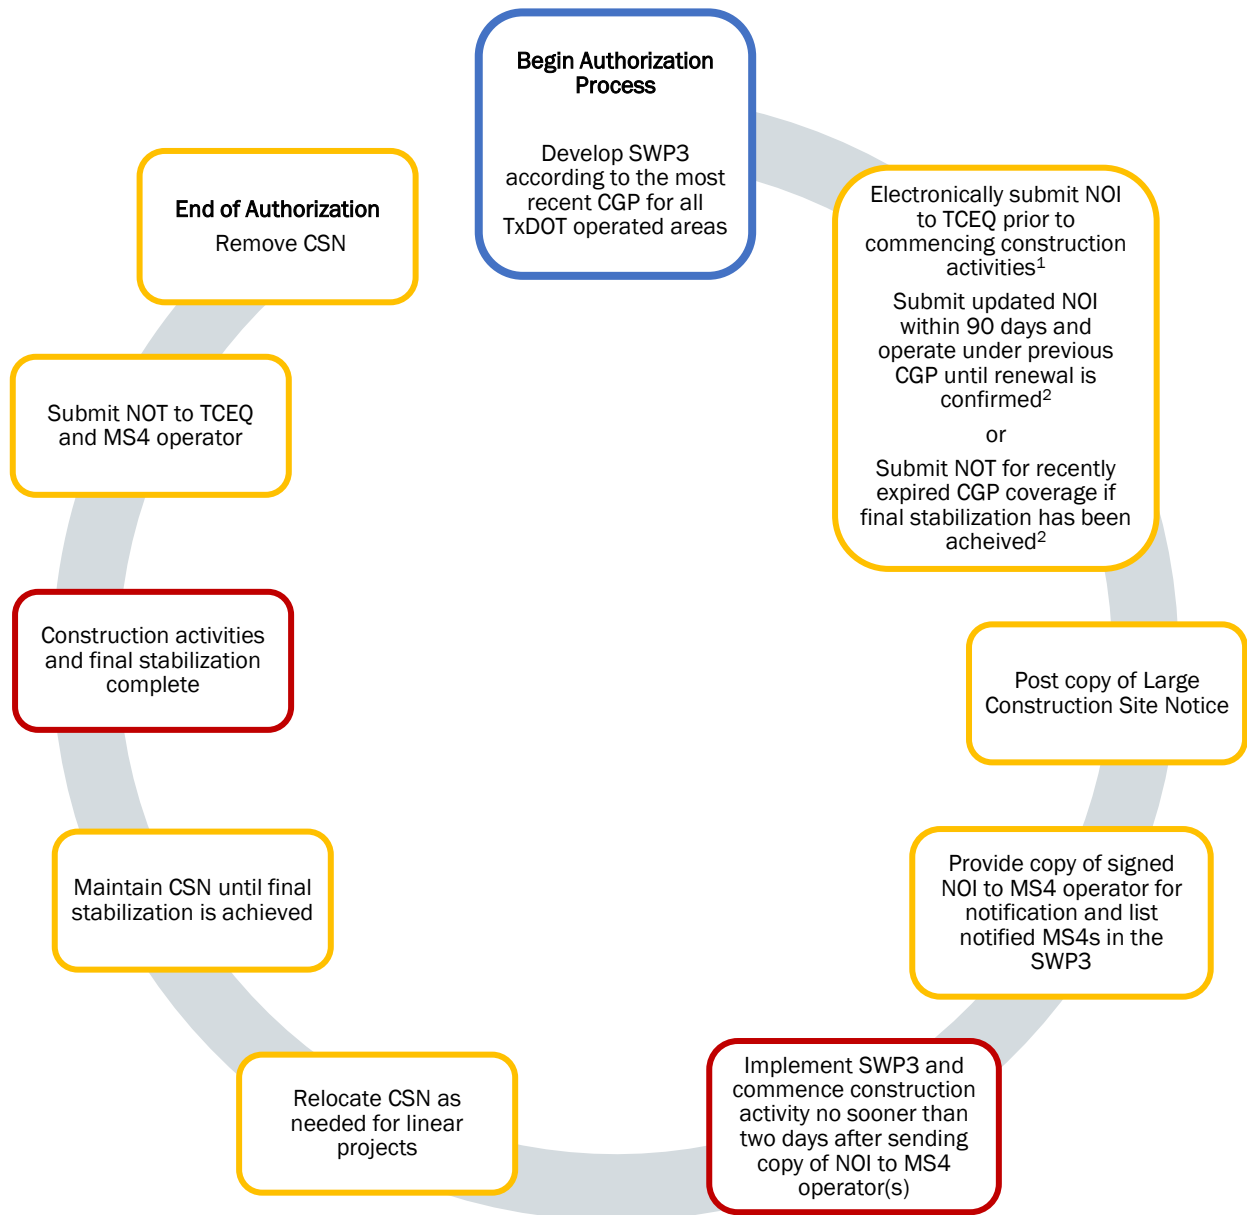 Begin Authorization
Process
Develop SWP3
according to the most
recent CGP for all
TxDOT operated areas
Electronically submit NOI
to TCEQ prior to
commencing construction
activities¹
Submit updated NOI
within 90 days and
operate under previous
CGP until renewal is
confirmed²
or
Submit NOT for recently
expired CGP coverage if
final stabilization has been
acheived²
Post copy of Large
Construction Site Notice
Provide copy of signed
NOI to MS4 operator for
notification and list
notified MS4s in the
SWP3
Implement SWP3 and
commence construction
activity no sooner than
two days after sending
copy of NOI to MS4
operator(s)
Relocate CSN as
needed for linear
projects
Maintain CSN until final
stabilization is achieved
Construction activities
and final stabilization
complete
Submit NOT to TCEQ
and MS4 operator
End of Authorization
Remove CSN